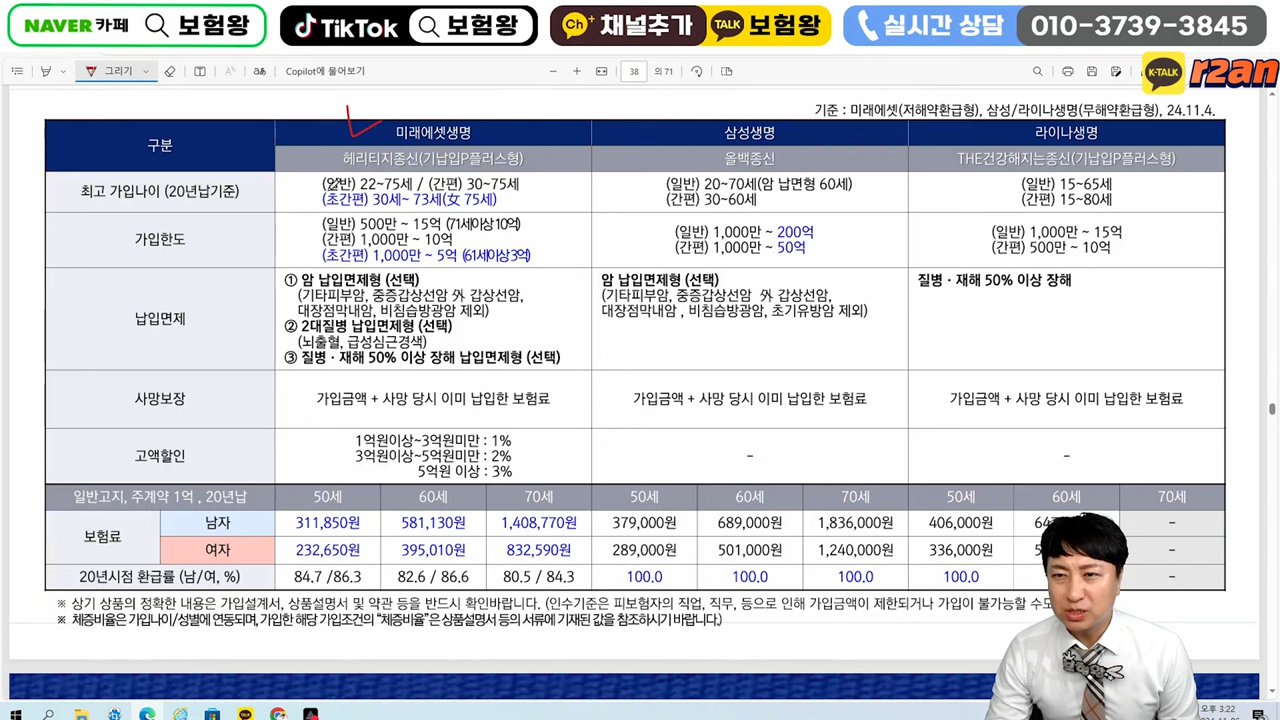 NAVER 카페 보험왕 TikTok 보험왕 Ch+ 채널추가 TALK 보험왕 실시간 상담 010-3739-3845
그리기 Copilot에 물어보기 38 의 71
K-TALK r2an
기준 : 미래에셋(저해약환급형), 삼성/라이나생명(무해약환급형), 24.11.4.
구분 미래에셋생명 삼성생명 라이나생명
헤리티지종신(기납입P플러스형) 올백종신 THE건강해지는종신(기납입P플러스형)
최고 가입나이 (20년납기준)
(일반) 22~75세 / (간편) 30~75세
(초간편) 30세~ 73세(女 75세)
(일반) 20~70세(암 납면형 60세)
(간편) 30~60세
(일반) 15~65세
(간편) 15~80세
가입한도
(일반) 500만 ~ 15억 (71세이상 10억)
(간편) 1,000만 ~ 10억
(초간편) 1,000만 ~ 5억 (61세이상 3억)
(일반) 1,000만 ~ 200억
(간편) 1,000만 ~ 50억
(일반) 1,000만 ~ 15억
(간편) 500만 ~ 10억
납입면제
① 암 납입면제형 (선택)
(기타피부암, 중증갑상선암 外 갑상선암,
대장점막내암, 비침습방광암 제외)
② 2대질병 납입면제형 (선택)
(뇌출혈, 급성심근경색)
③ 질병 · 재해 50% 이상 장해 납입면제형 (선택)
암 납입면제형 (선택)
(기타피부암, 중증갑상선암 外 갑상선암,
대장점막내암 , 비침습방광암, 초기유방암 제외)
질병 · 재해 50% 이상 장해
사망보장 가입금액 + 사망 당시 이미 납입한 보험료 가입금액 + 사망 당시 이미 납입한 보험료 가입금액 + 사망 당시 이미 납입한 보험료
고액할인
1억원이상~3억원미만 : 1%
3억원이상~5억원미만 : 2%
5억원 이상 : 3%
- -
일반고지, 주계약 1억 , 20년납 50세 60세 70세 50세 60세 70세 50세 60세 70세
보험료
남자 311,850원 581,130원 1,408,770원 379,000원 689,000원 1,836,000원 406,000원 -
여자 232,650원 395,010원 832,590원 289,000원 501,000원 1,240,000원 336,000원 -
20년시점 환급률 (남/여, %) 84.7 /86.3 82.6 / 86.6 80.5 / 84.3 100.0 100.0 100.0 100.0 -
※ 상기 상품의 정확한 내용은 가입설계서, 상품설명서 및 약관 등을 반드시 확인바랍니다. (인수기준은 피보험자의 직업, 직무, 등으로 인해 가입금액이 제한되거나 가입이 불가능할 수도
※ 체증비율은 가입나이/성별에 연동되며, 가입한 해당 가입조건의 "체증비율"은 상품설명서 등의 서류에 기재된 값을 참조하시기 바랍니다.)
보험왕
오후 3:22